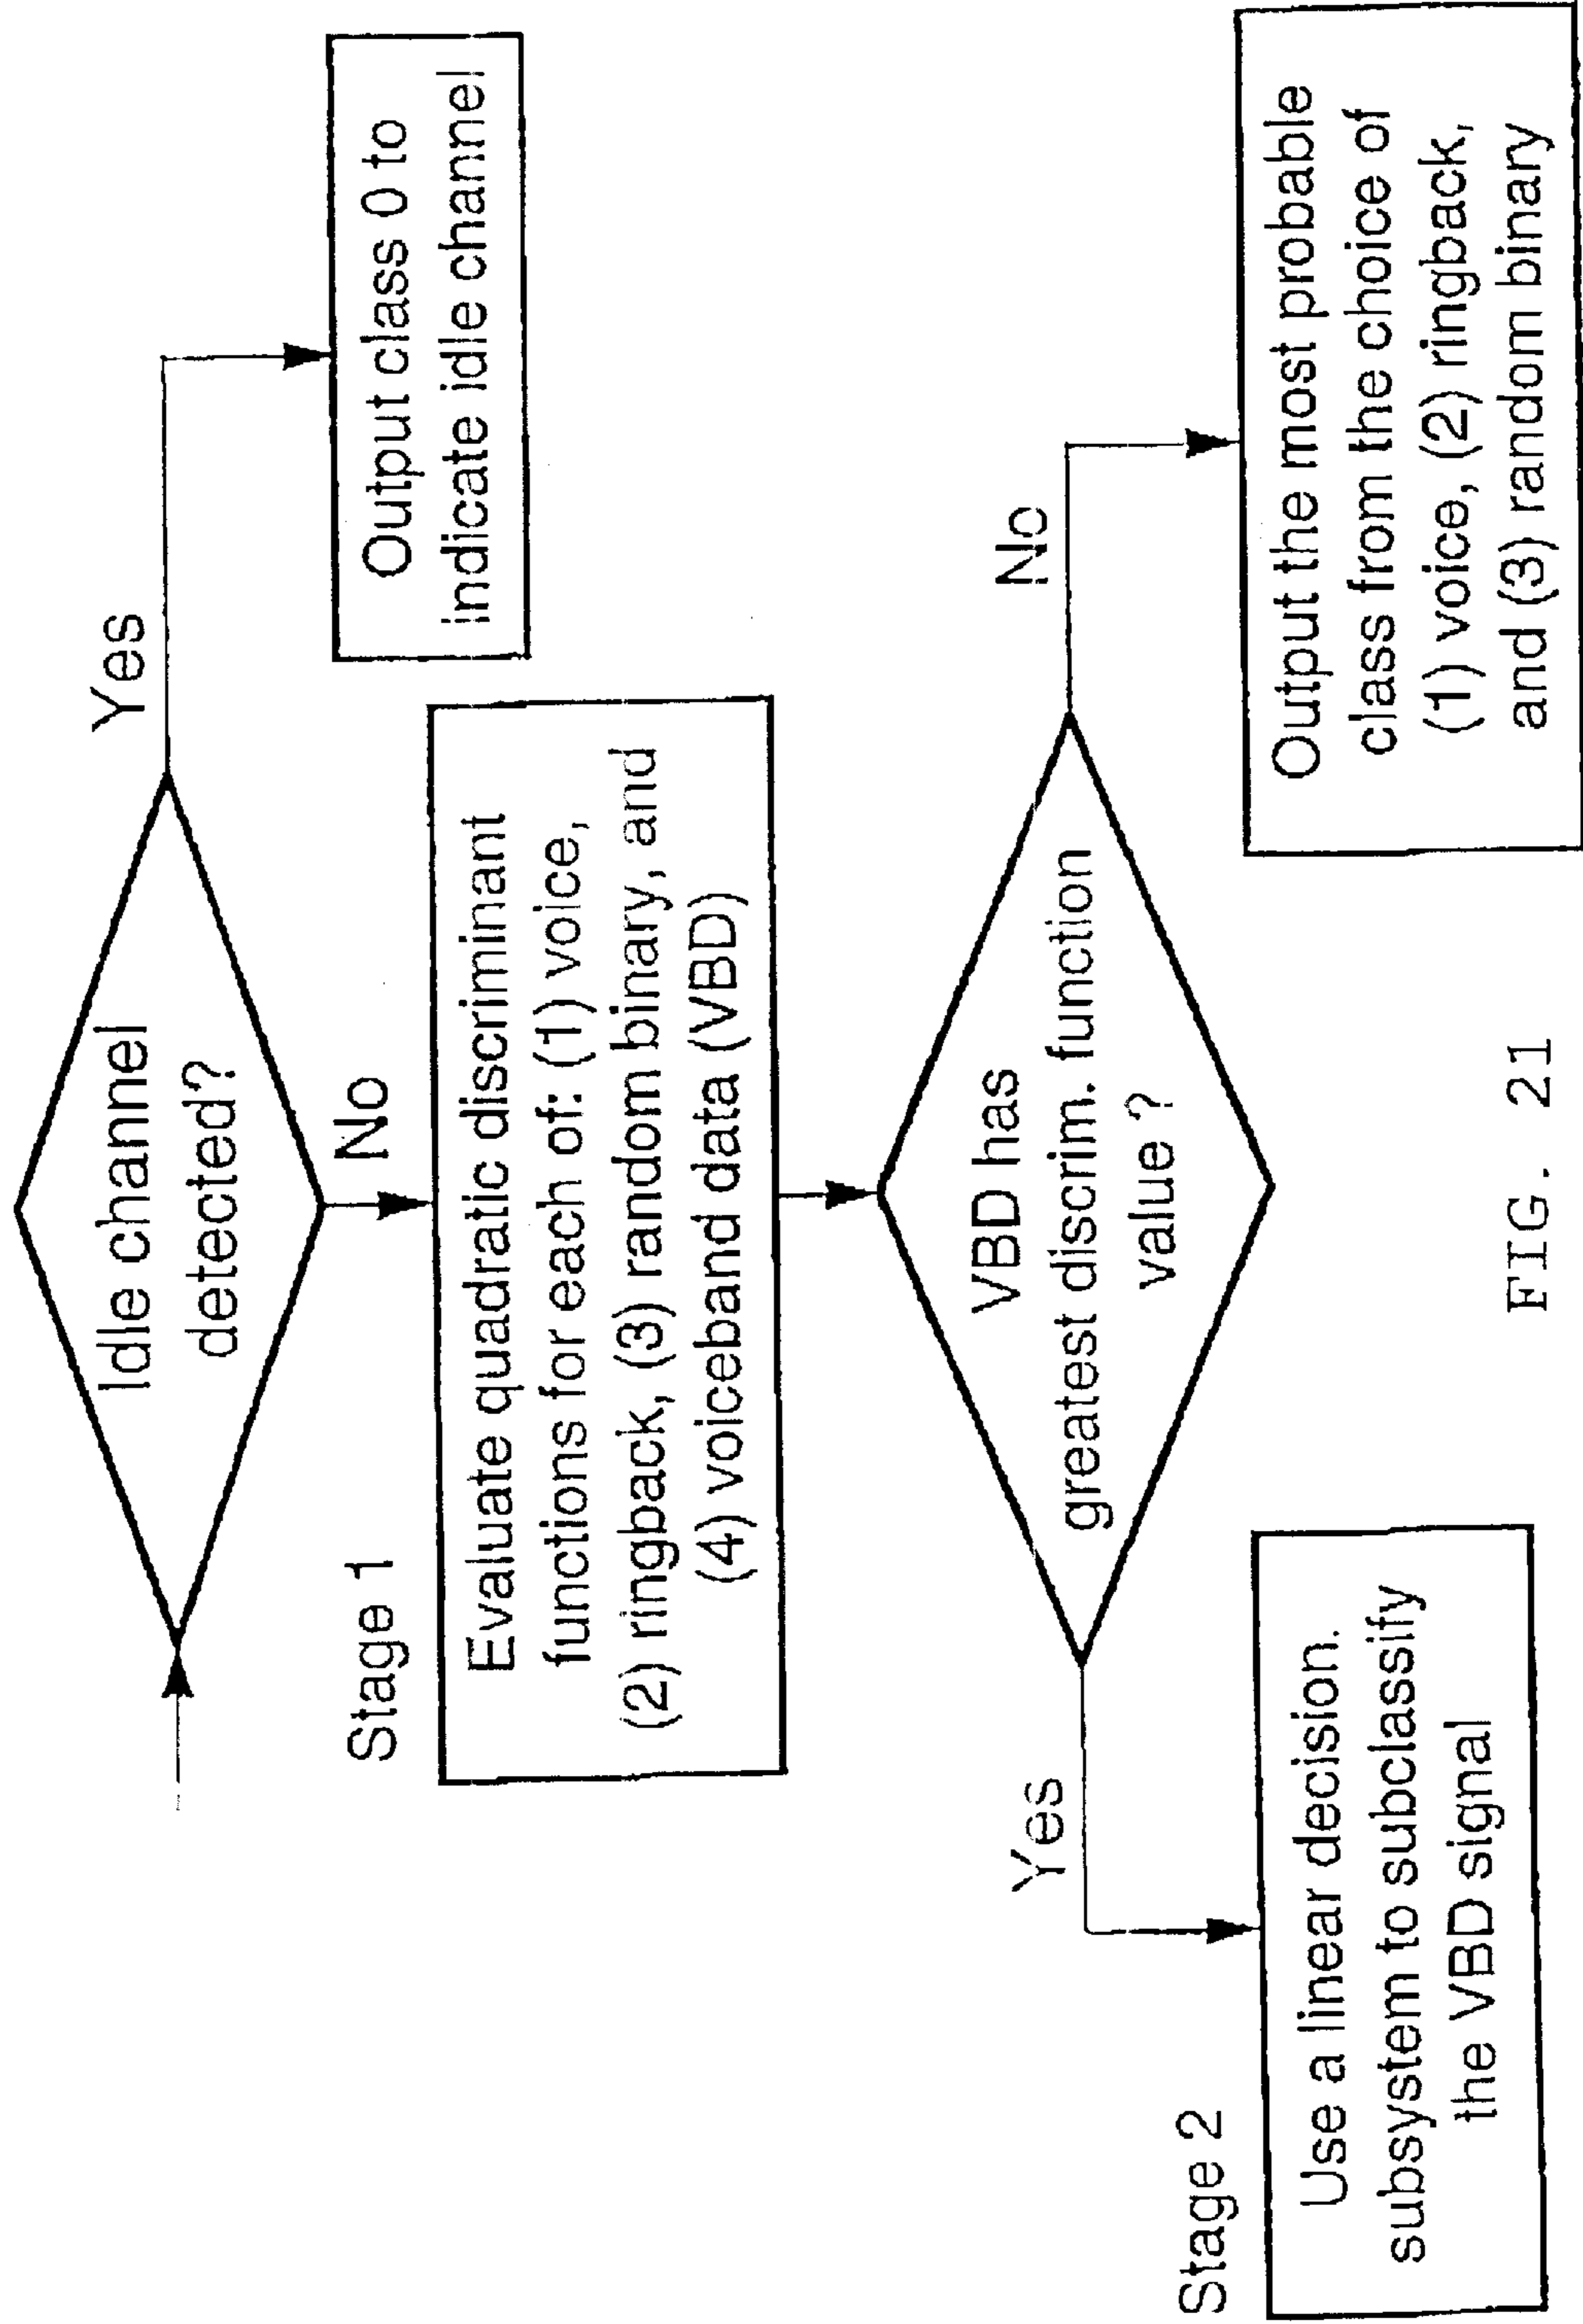 Idle channel
detected?
Yes
Output class 0 to
indicate idle channel
No
Stage 1
Evaluate quadratic discriminant
functions for each of: (1) voice,
(2) ringback, (3) random binary, and
(4) voiceband data (VBD)
VBD has
greatest discrim. function
value ?
Yes
No
Stage 2
Use a linear decision.
subsystem to subclassify
the VBD signal
Output the most probable
class from the choice of
(1) voice, (2) ringback,
and (3) random binary
FIG. 21